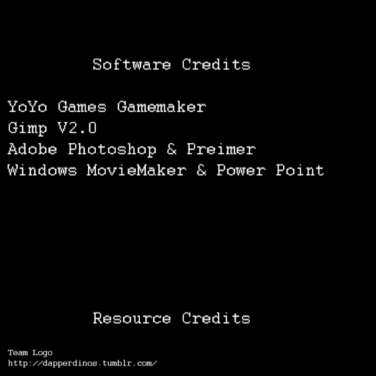 Software Credits
YoYo Games Gamemaker
Gimp V2.0
Adobe Photoshop & Preimer
Windows MovieMaker & Power Point
Resource Credits
Team Logo
http://dapperdinos.tumblr.com/